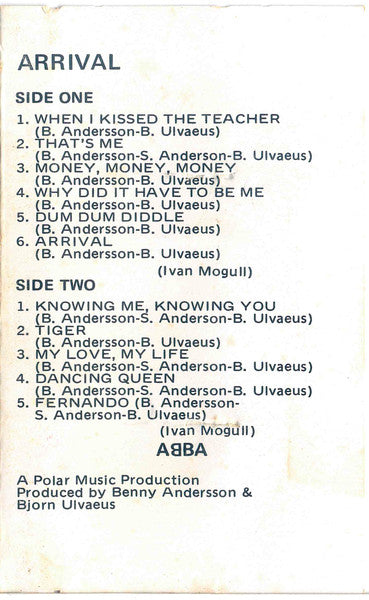 ARRIVAL
SIDE ONE
1. WHEN I KISSED THE TEACHER
(B. Andersson-B. Ulvaeus)
2. THAT'S ME
(B. Andersson-S. Anderson-B. Ulvaeus)
3. MONEY, MONEY, MONEY
(B. Andersson-B. Ulvaeus)
4. WHY DID IT HAVE TO BE ME
(B. Andersson-B. Ulvaeus)
5. DUM DUM DIDDLE
(B. Andersson-B. Ulvaeus)
6. ARRIVAL
(B. Andersson-B. Ulvaeus)
(Ivan Mogull)
SIDE TWO
1. KNOWING ME, KNOWING YOU
(B. Andersson-S. Anderson-B. Ulvaeus)
2. TIGER
(B. Andersson-B. Ulvaeus)
3. MY LOVE, MY LIFE
(B. Andersson-S. Anderson-B. Ulvaeus)
4. DANCING QUEEN
(B. Andersson-S. Anderson-B. Ulvaeus)
5. FERNANDO (B. Andersson-
S. Anderson-B. Ulvaeus)
(Ivan Mogull)
ABBA
A Polar Music Production
Produced by Benny Andersson &
Bjorn Ulvaeus